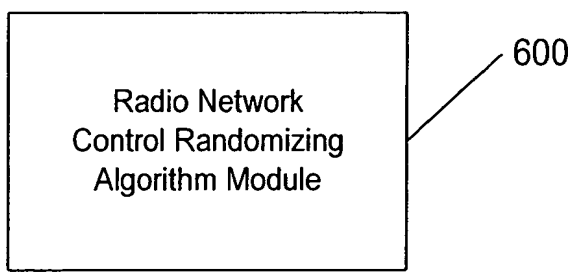 600
Radio Network
Control Randomizing
Algorithm Module